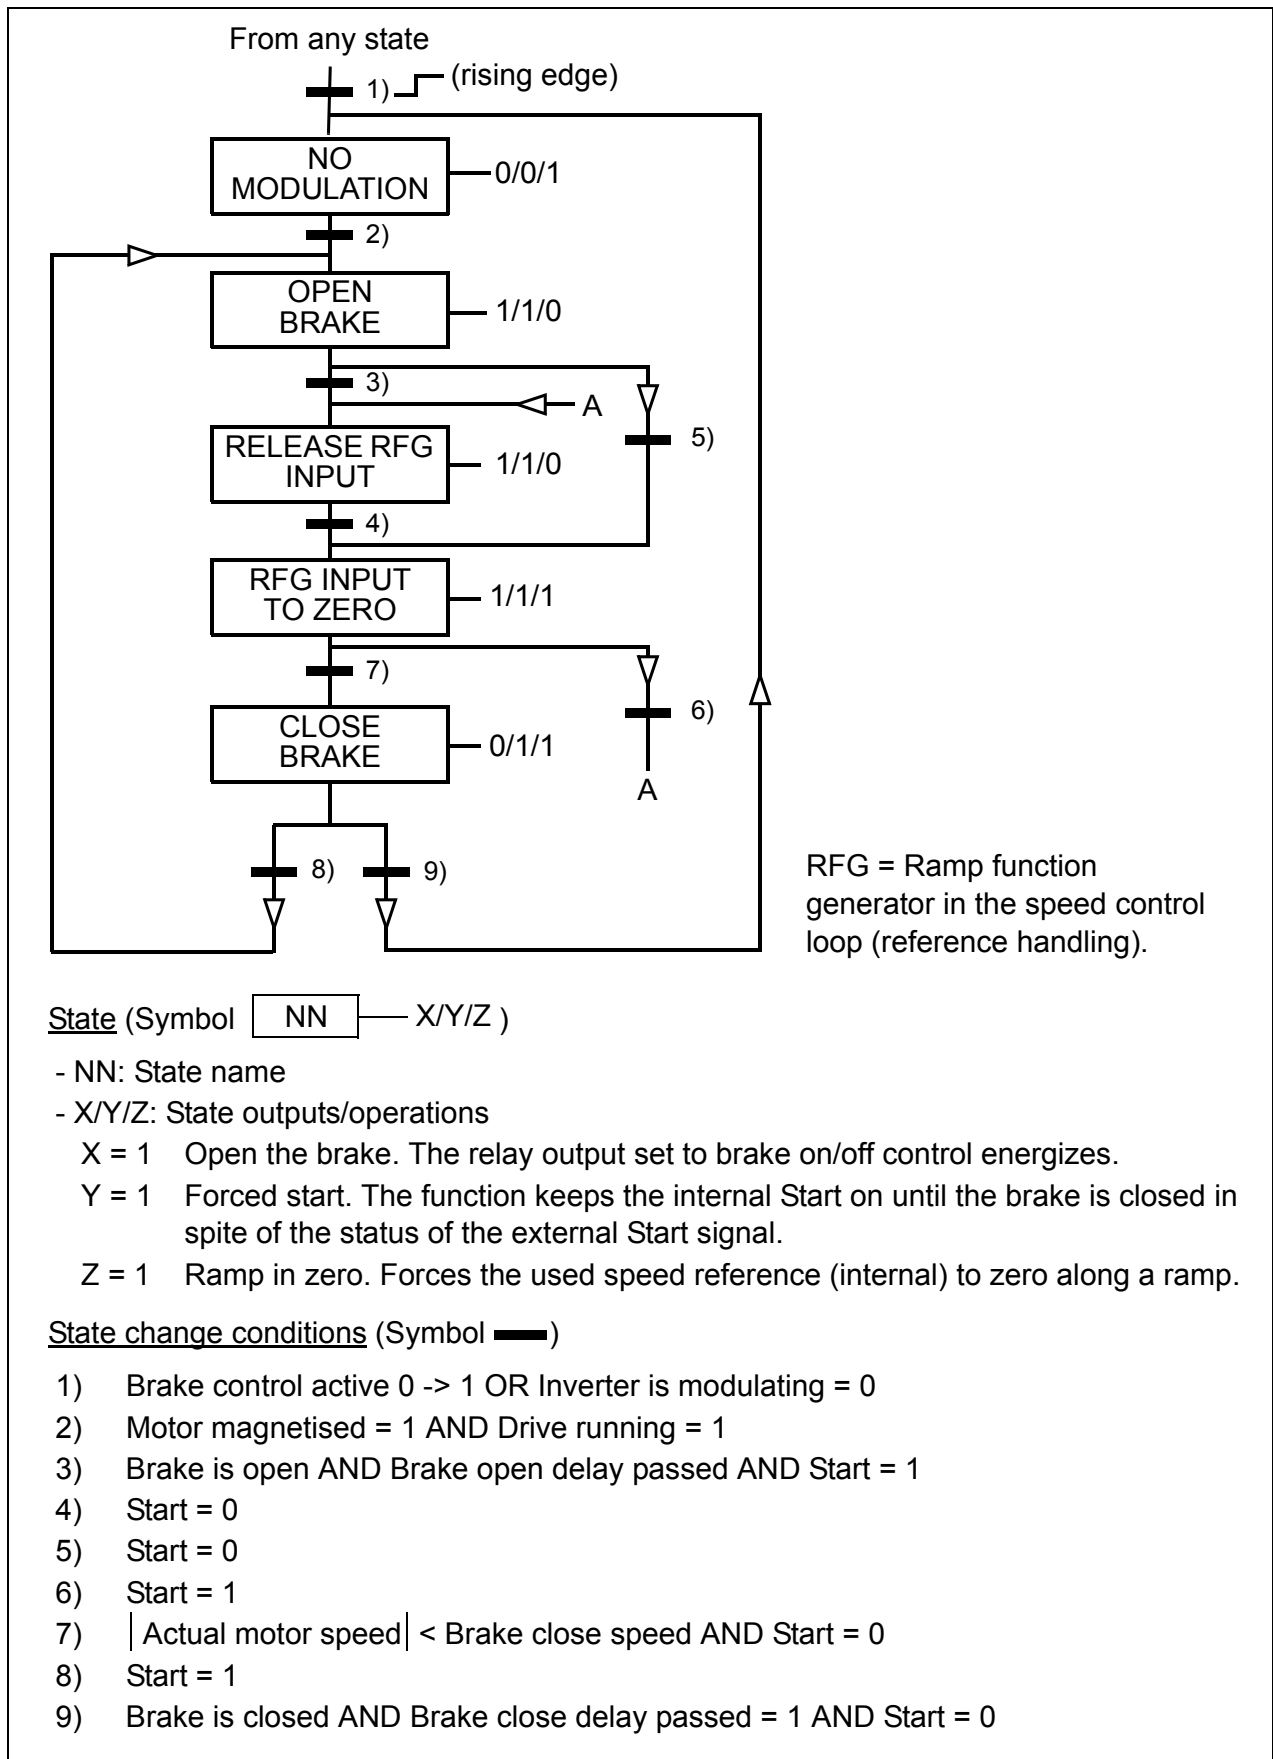 From any state
1) (rising edge)
NO
MODULATION
0/0/1
2)
OPEN
BRAKE
1/1/0
3)
A
5)
RELEASE RFG
INPUT
1/1/0
4)
RFG INPUT
TO ZERO
1/1/1
7)
6)
CLOSE
BRAKE
0/1/1
A
8)
9)
RFG = Ramp function
generator in the speed control
loop (reference handling).
State (Symbol NN X/Y/Z )
- NN: State name
- X/Y/Z: State outputs/operations
X = 1 Open the brake. The relay output set to brake on/off control energizes.
Y = 1 Forced start. The function keeps the internal Start on until the brake is closed in
spite of the status of the external Start signal.
Z = 1 Ramp in zero. Forces the used speed reference (internal) to zero along a ramp.
State change conditions (Symbol )
1) Brake control active 0 -> 1 OR Inverter is modulating = 0
2) Motor magnetised = 1 AND Drive running = 1
3) Brake is open AND Brake open delay passed AND Start = 1
4) Start = 0
5) Start = 0
6) Start = 1
7) | Actual motor speed| < Brake close speed AND Start = 0
8) Start = 1
9) Brake is closed AND Brake close delay passed = 1 AND Start = 0